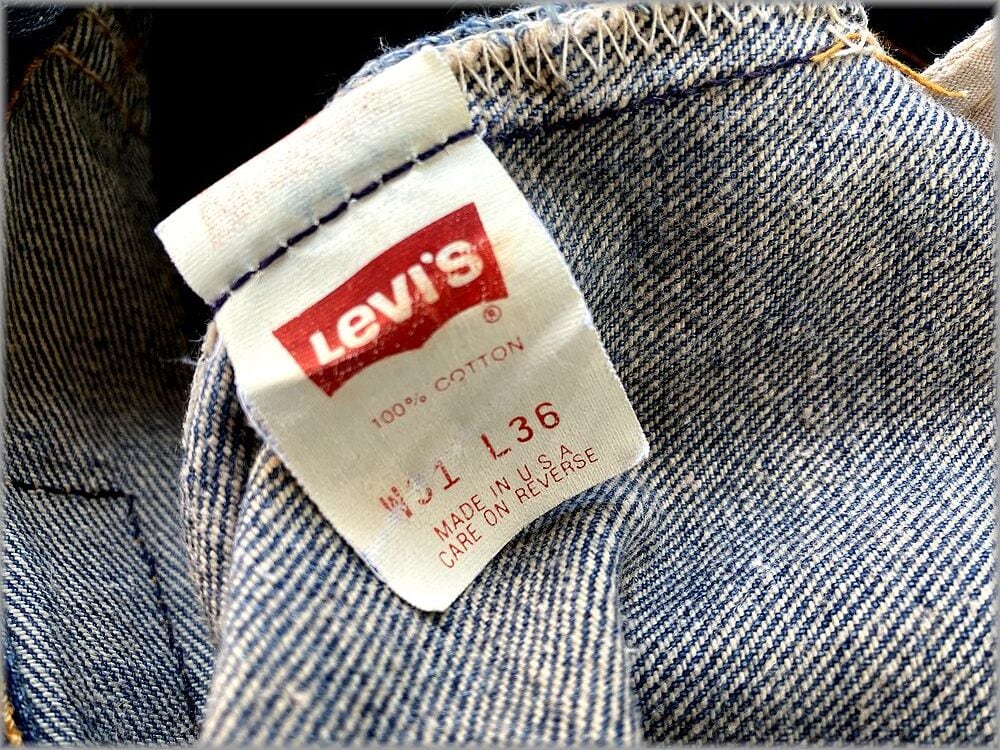 Levi's
®
100% COTTON
W31 L36
MADE IN U S A
CARE ON REVERSE